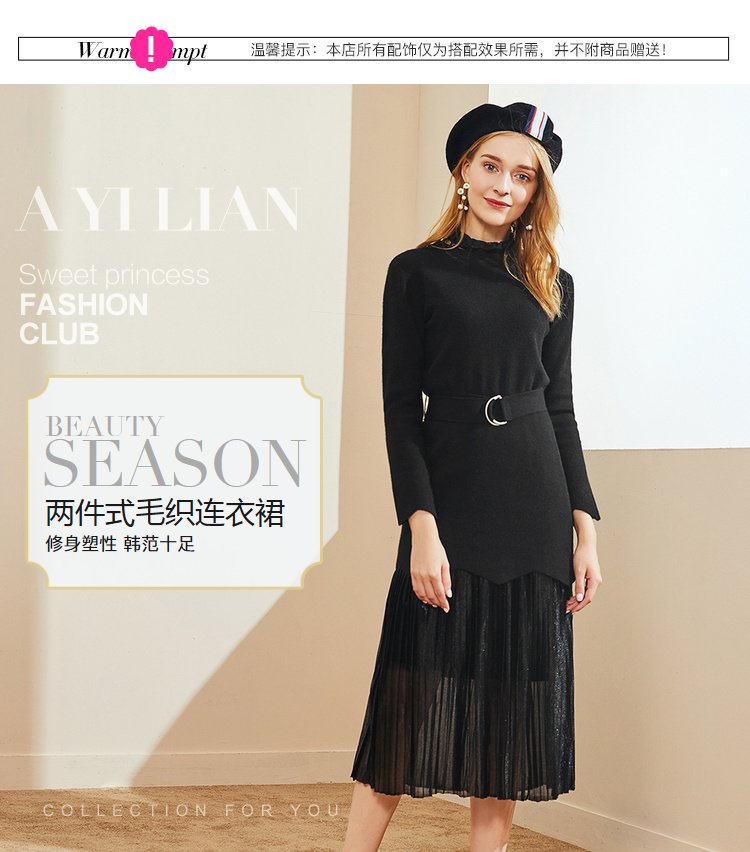 Warm ! mpt
温馨提示：本店所有配饰仅为搭配效果所需，并不附商品赠送！
A YI LIAN
Sweet princess
FASHION
CLUB
BEAUTY
SEASON
两件式毛织连衣裙
修身塑性 韩范十足
COLLECTION FOR YOU